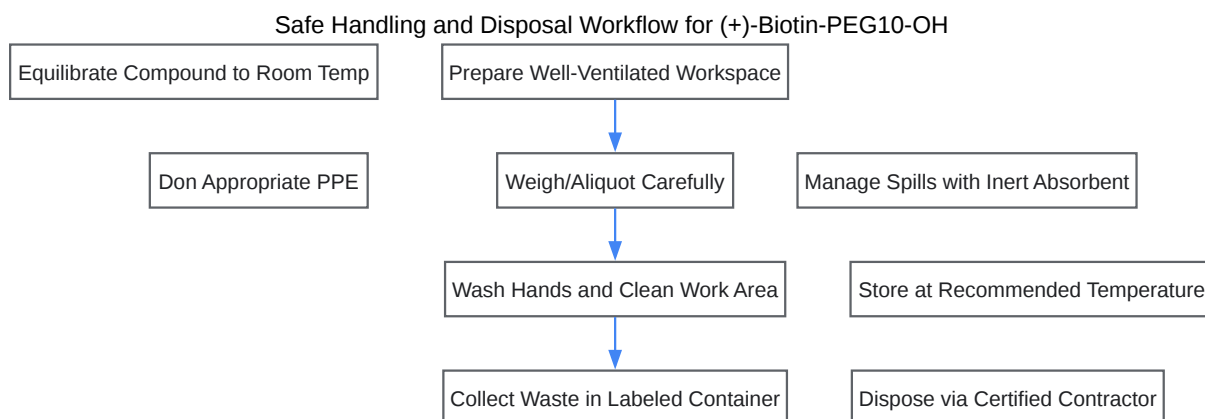 Safe Handling and Disposal Workflow for (+)-Biotin-PEG10-OH
Equilibrate Compound to Room Temp
Prepare Well-Ventilated Workspace
Don Appropriate PPE
Weigh/Aliquot Carefully
Manage Spills with Inert Absorbent
Wash Hands and Clean Work Area
Store at Recommended Temperature
Collect Waste in Labeled Container
Dispose via Certified Contractor